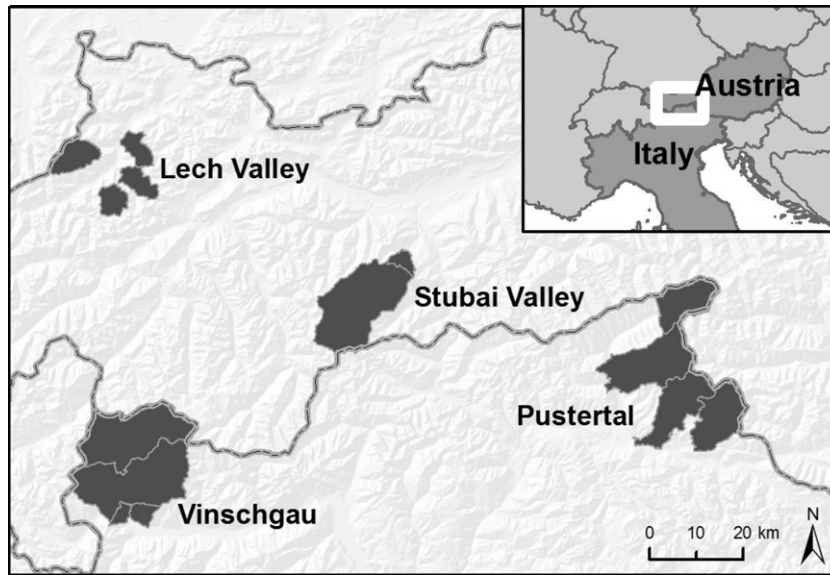 Austria
Italy
Lech Valley
Stubai Valley
Pustertal
Vinschgau
N
0 10 20 km